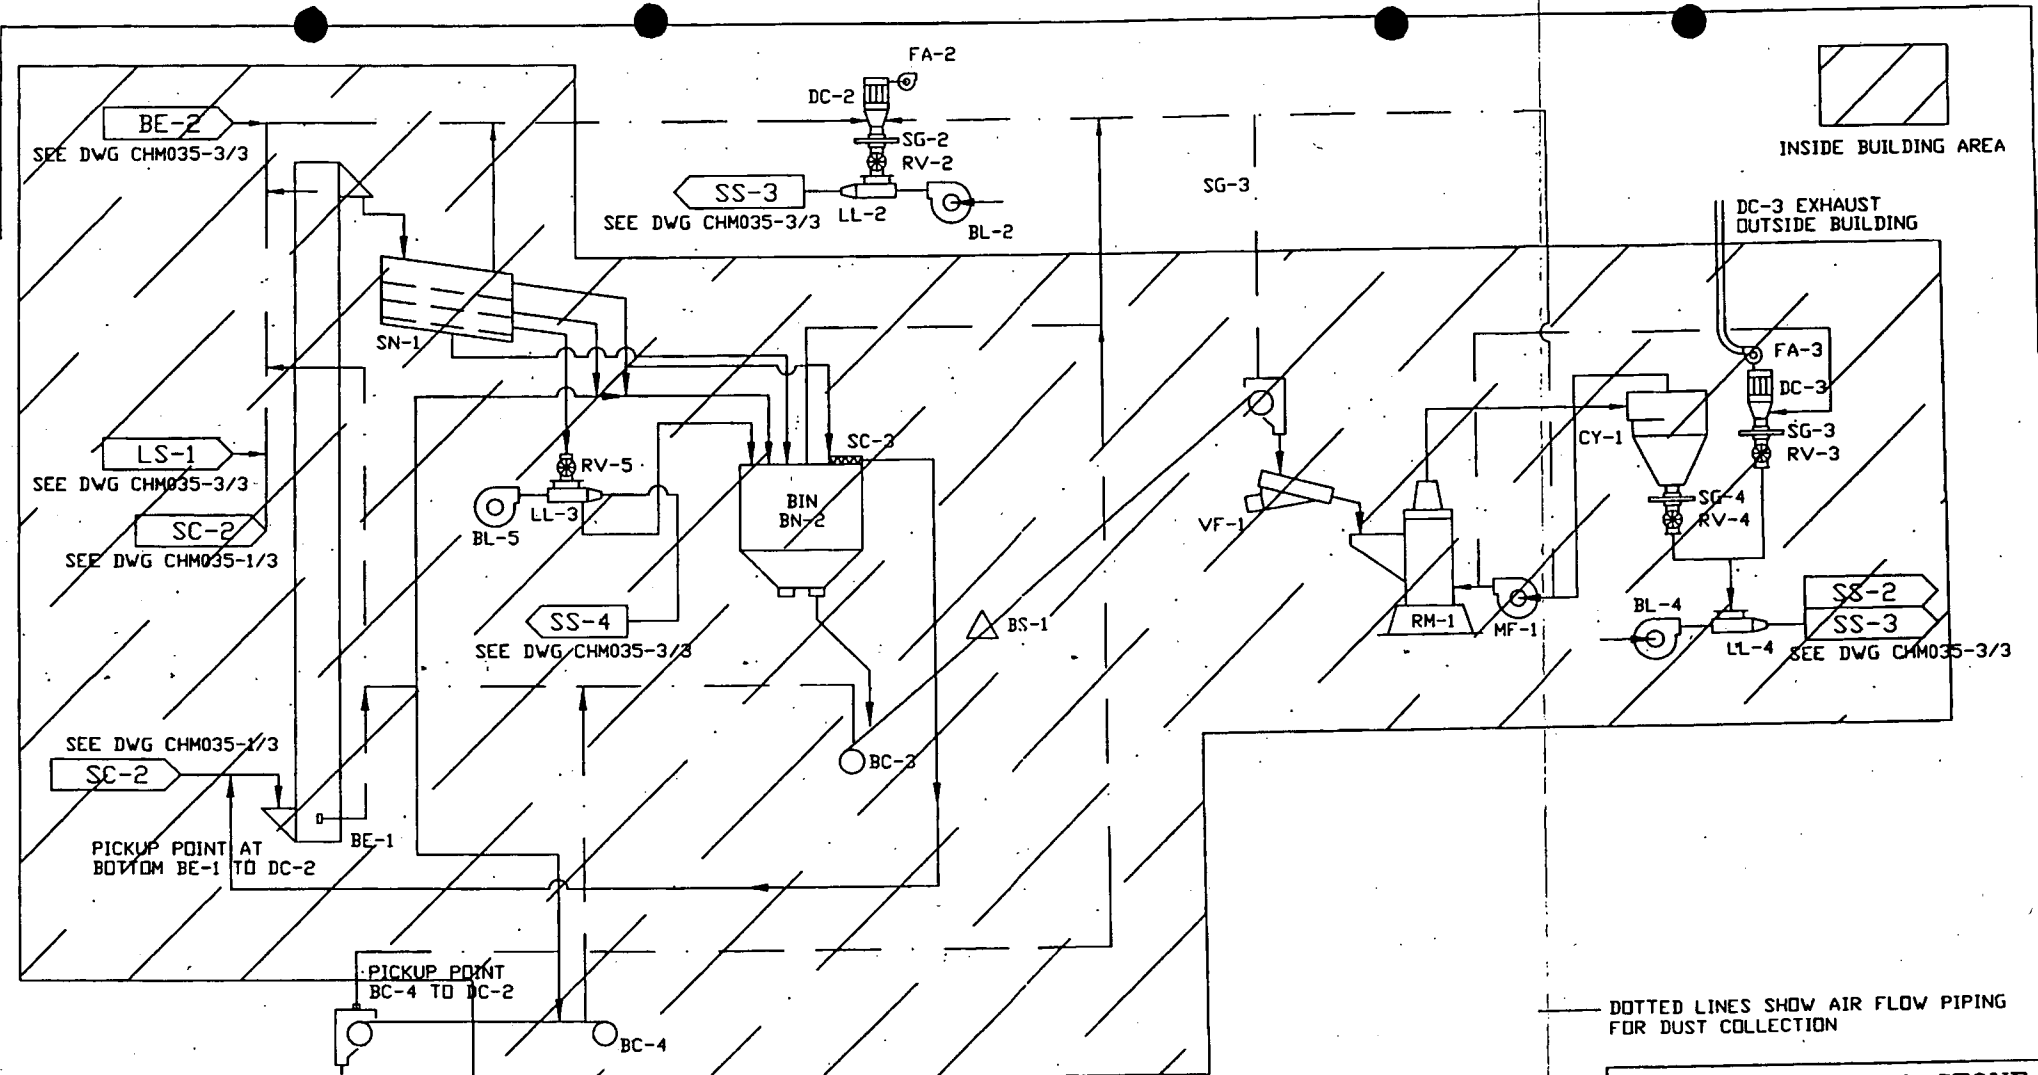 FA-2
DC-2
BE-2
SEE DWG CHM035-3/3
SG-2
RV-2
INSIDE BUILDING AREA
SS-3
SEE DWG CHM035-3/3
LL-2
BL-2
SG-3
DC-3 EXHAUST
OUTSIDE BUILDING
SN-1
FA-3
DC-3
SG-3
RV-3
CY-1
SC-3
LS-1
SEE DWG CHM035-3/3
RV-5
BIN
BN-2
SG-4
RV-4
SC-2
SEE DWG CHM035-1/3
BL-5
LL-3
VF-1
SS-4
SEE DWG CHM035-3/3
BS-1
RM-1
MF-1
BL-4
LL-4
SS-2
SS-3
SEE DWG CHM035-3/3
SEE DWG CHM035-1/3
SC-2
BC-3
BE-1
PICKUP POINT AT
BOTTOM BE-1 TO DC-2
PICKUP POINT
BC-4 TO DC-2
BC-4
DOTTED LINES SHOW AIR FLOW PIPING
FOR DUST COLLECTION